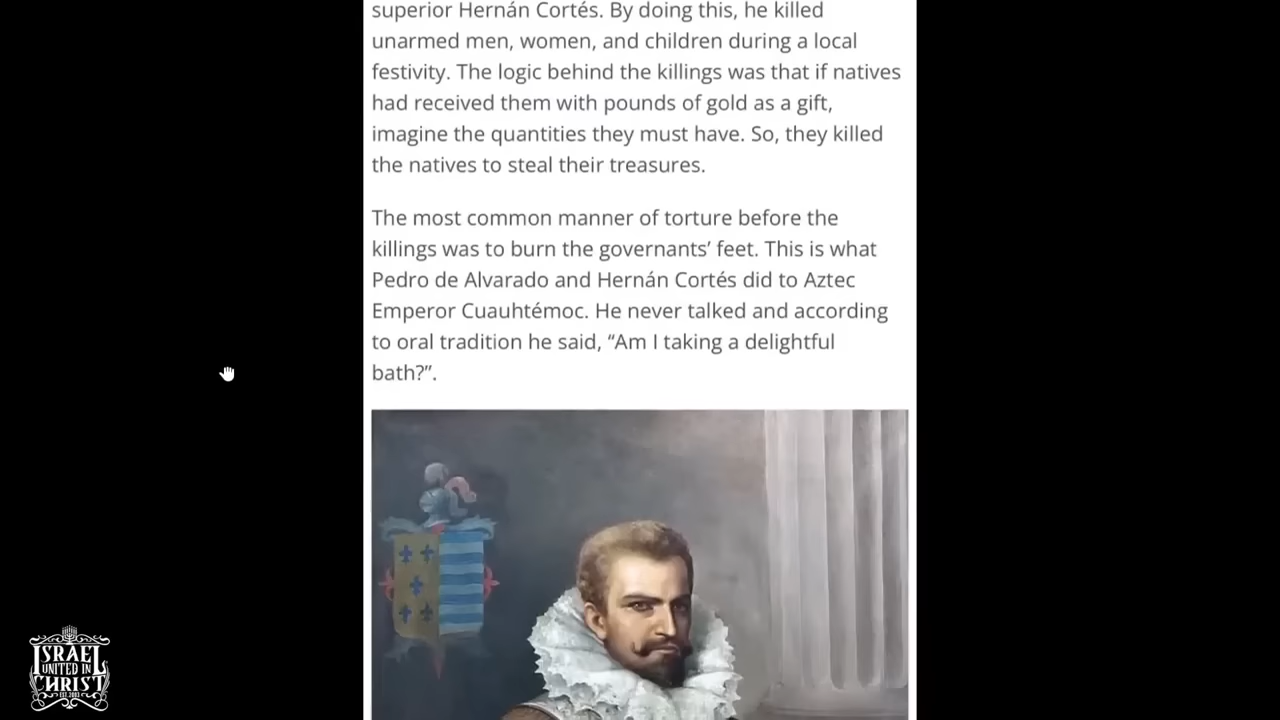 superior Hernán Cortés. By doing this, he killed
unarmed men, women, and children during a local
festivity. The logic behind the killings was that if natives
had received them with pounds of gold as a gift,
imagine the quantities they must have. So, they killed
the natives to steal their treasures.
The most common manner of torture before the
killings was to burn the governants’ feet. This is what
Pedro de Alvarado and Hernán Cortés did to Aztec
Emperor Cuauhtémoc. He never talked and according
to oral tradition he said, “Am I taking a delightful
bath?”.
ISRAEL
UNITED IN
CHRIST
EST. 2003